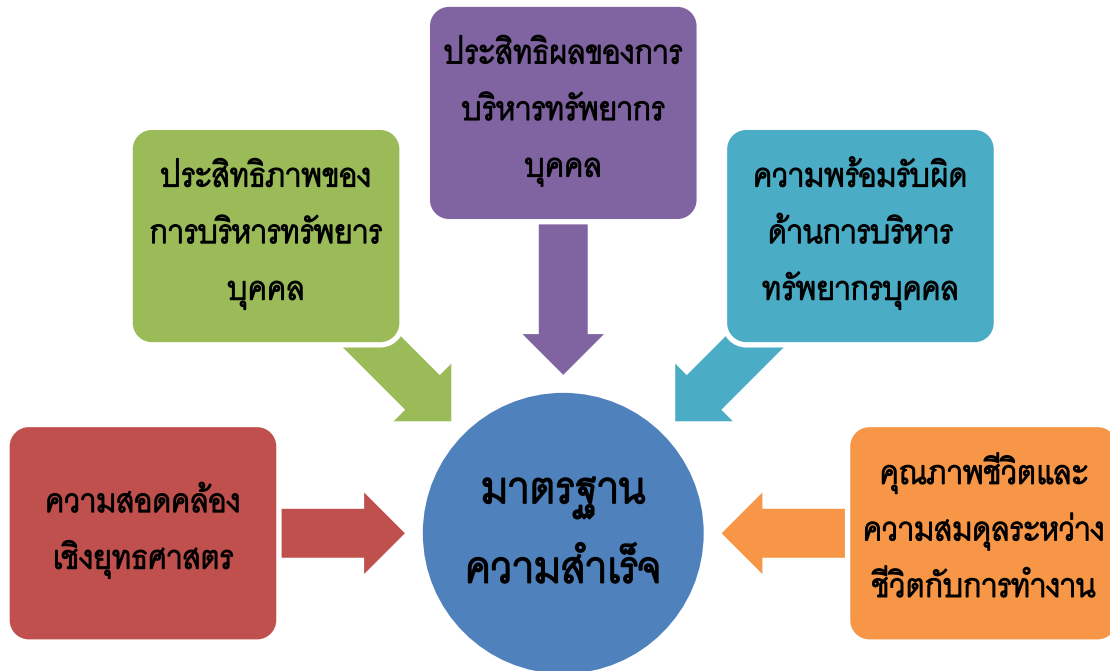 ประสิทธิผลของการ
บริหารทรัพยากร
บุคคล
ประสิทธิภาพของ
การบริหารทรัพยาร
บุคคล
ความพร้อมรับผิด
ด้านการบริหาร
ทรัพยากรบุคคล
ความสอดคล้อง
เชิงยุทธศาสตร
มาตรฐาน
ความสำเร็จ
คุณภาพชีวิตและ
ความสมดุลระหว่าง
ชีวิตกับการทำงาน